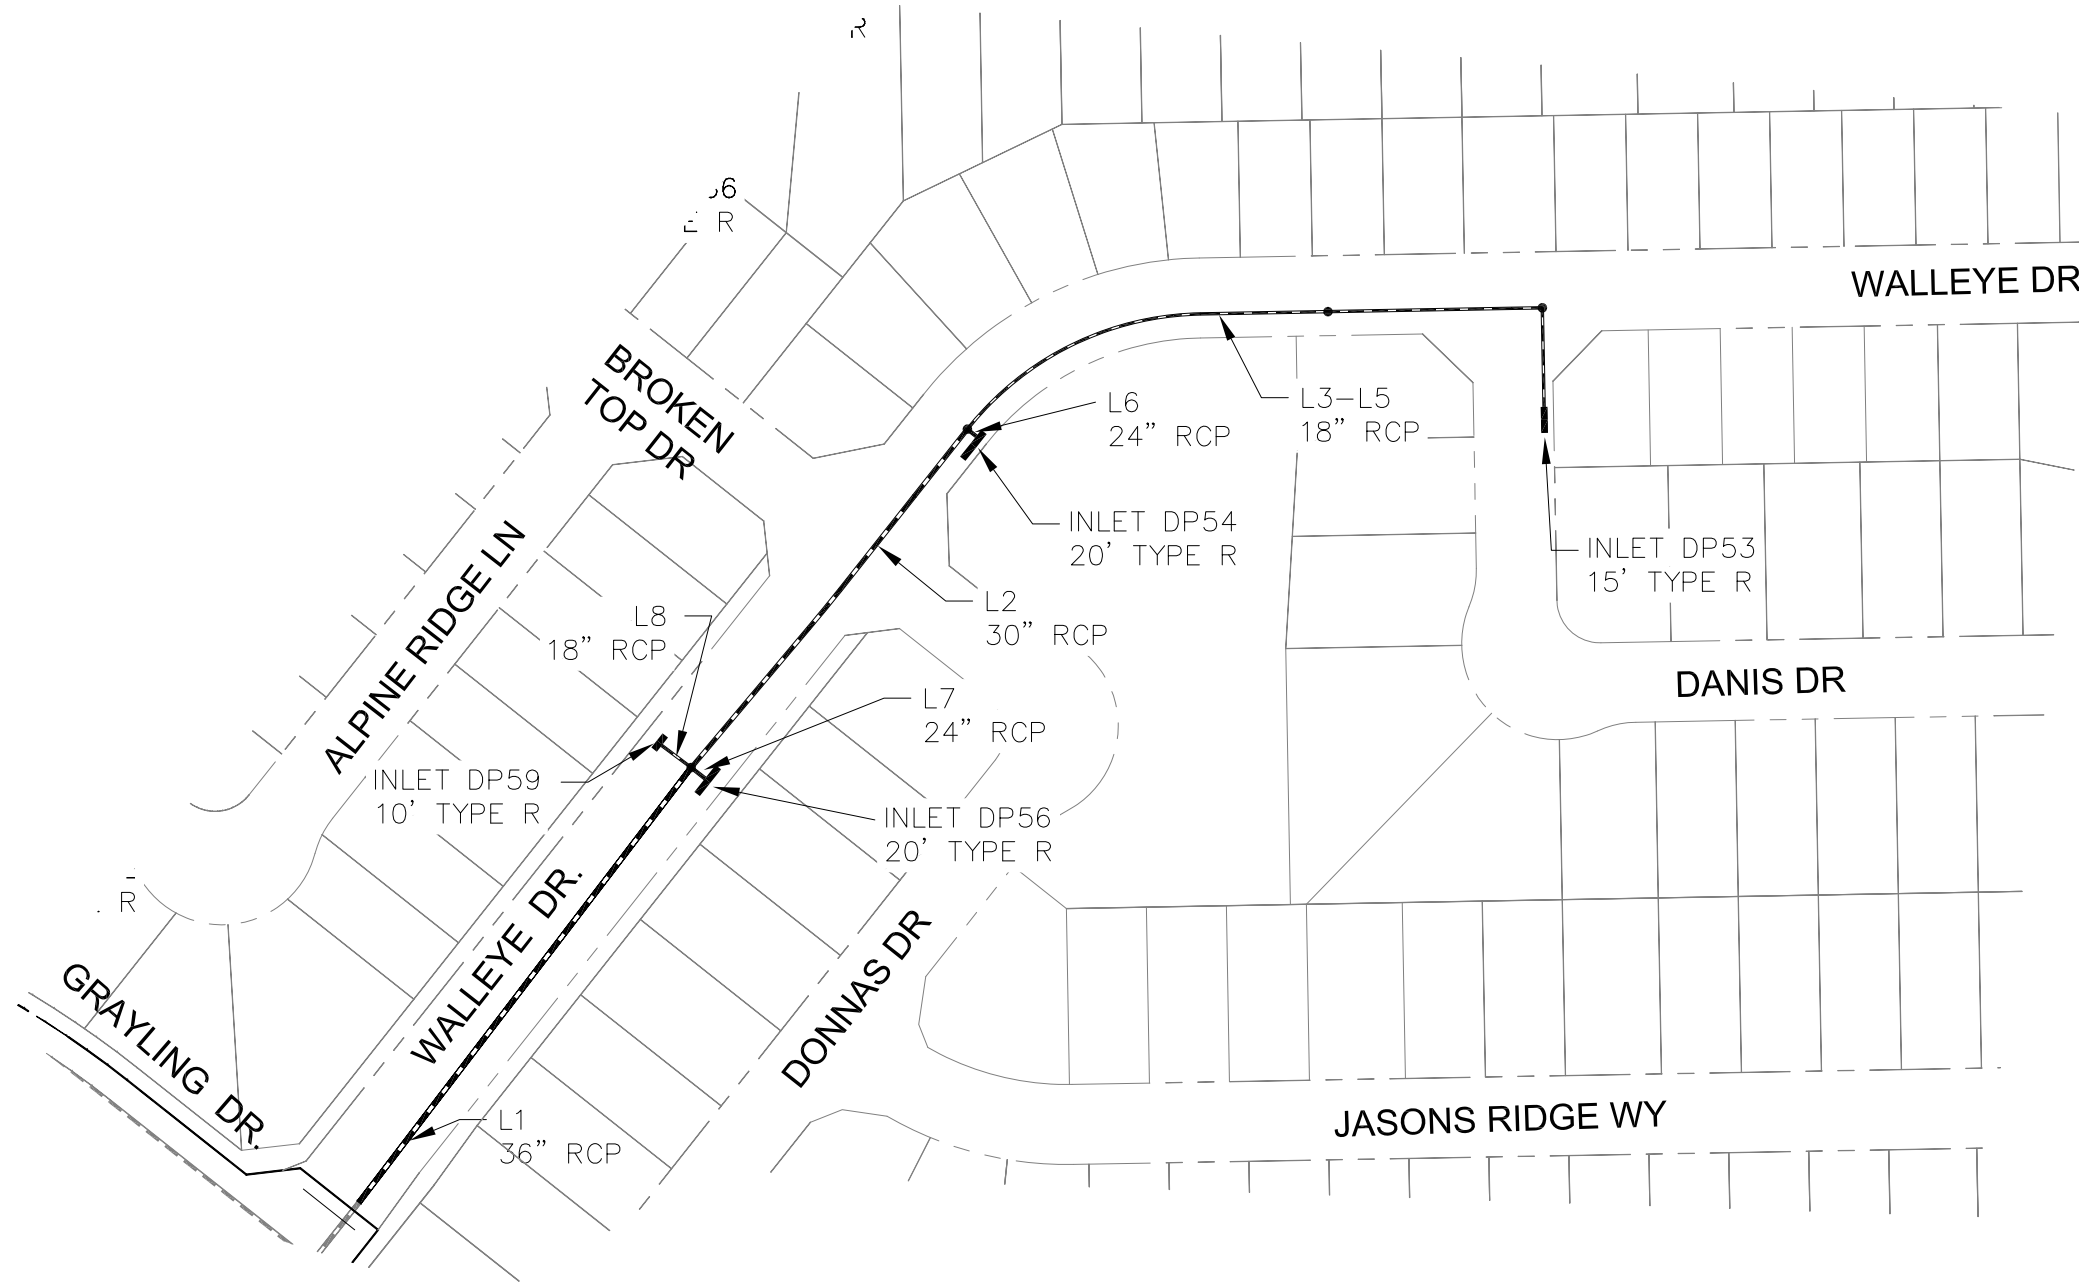 R
R
WALLEYE DR
BROKEN
TOP DR
L6
24" RCP
L3-L5
18" RCP
INLET DP54
20' TYPE R
INLET DP53
15' TYPE R
ALPINE RIDGE LN
L8
18" RCP
L2
30" RCP
DANIS DR
L7
24" RCP
INLET DP59
10' TYPE R
INLET DP56
20' TYPE R
R
WALLEYE DR.
DONNAS DR
GRAYLING DR.
L1
36" RCP
JASONS RIDGE WY